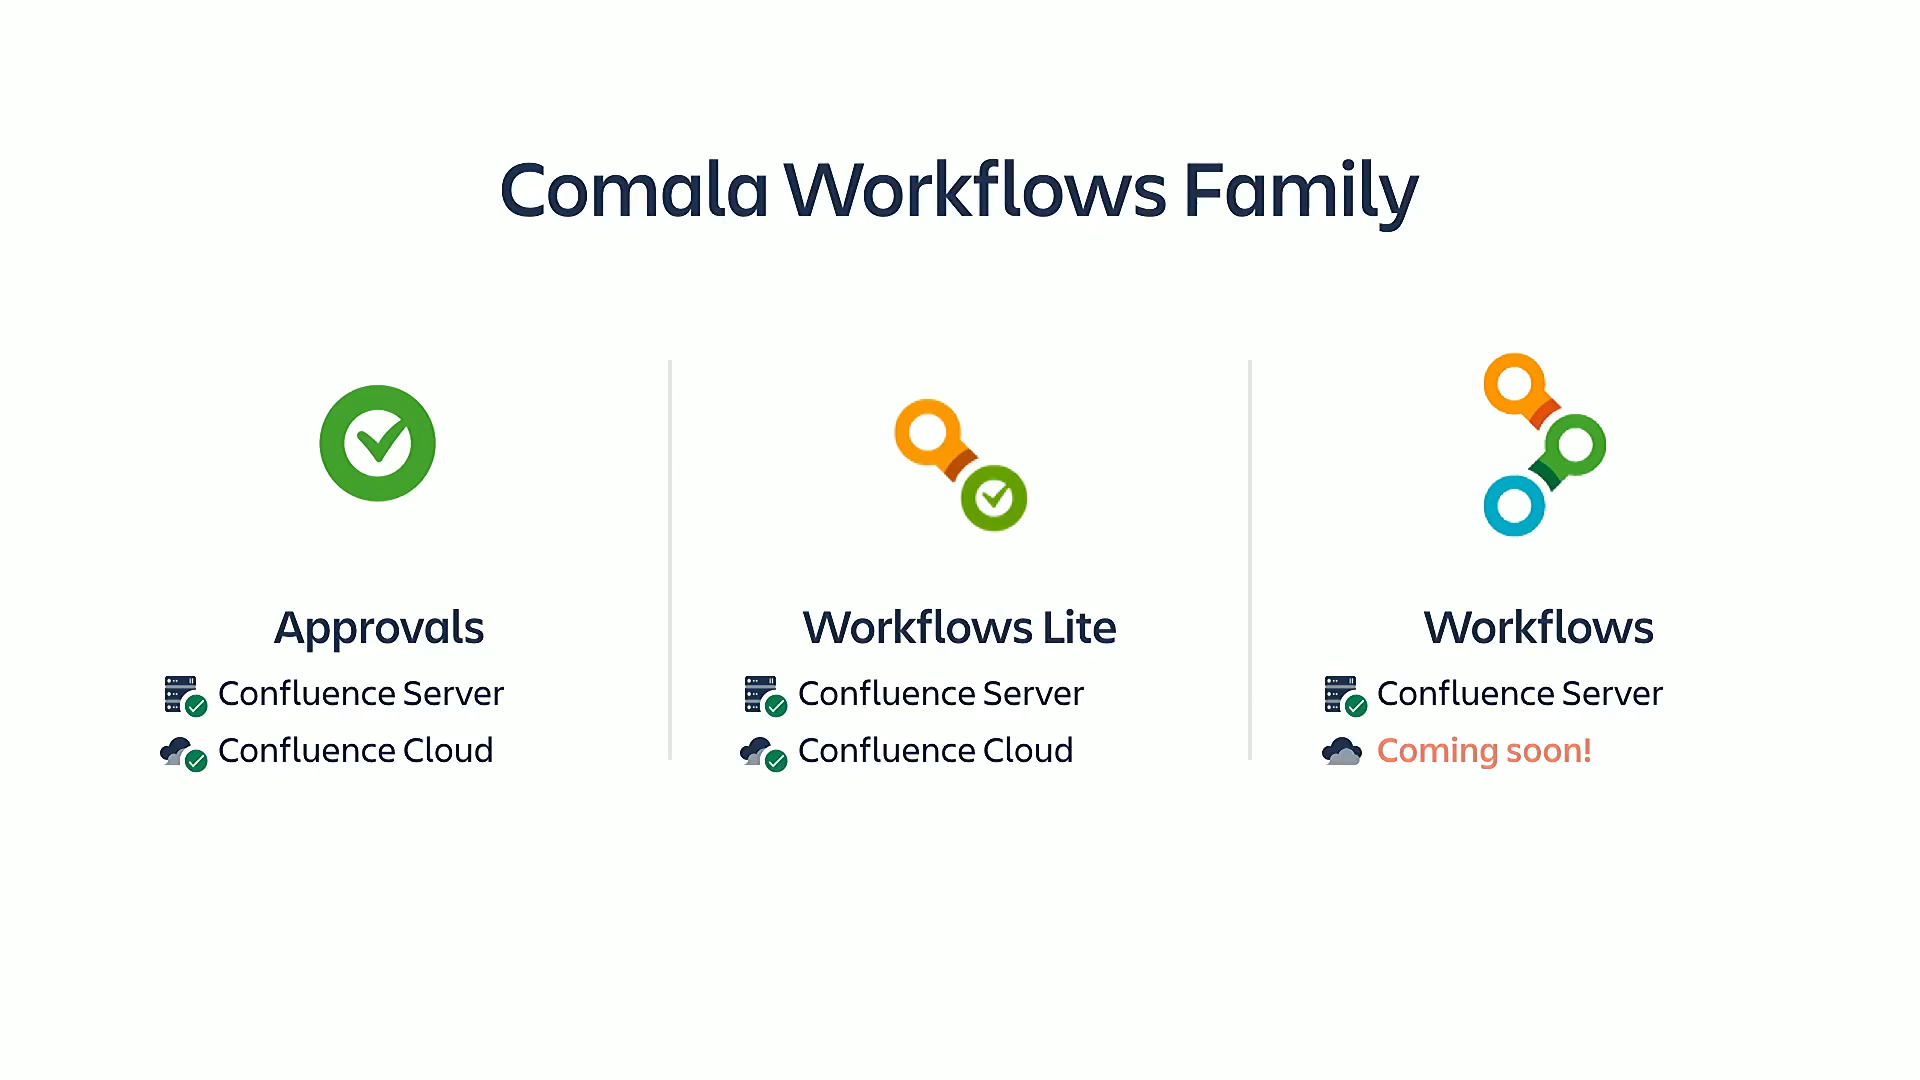 Comala Workflows Family
Approvals
Confluence Server
Confluence Cloud
Workflows Lite
Confluence Server
Confluence Cloud
Workflows
Confluence Server
Coming soon!